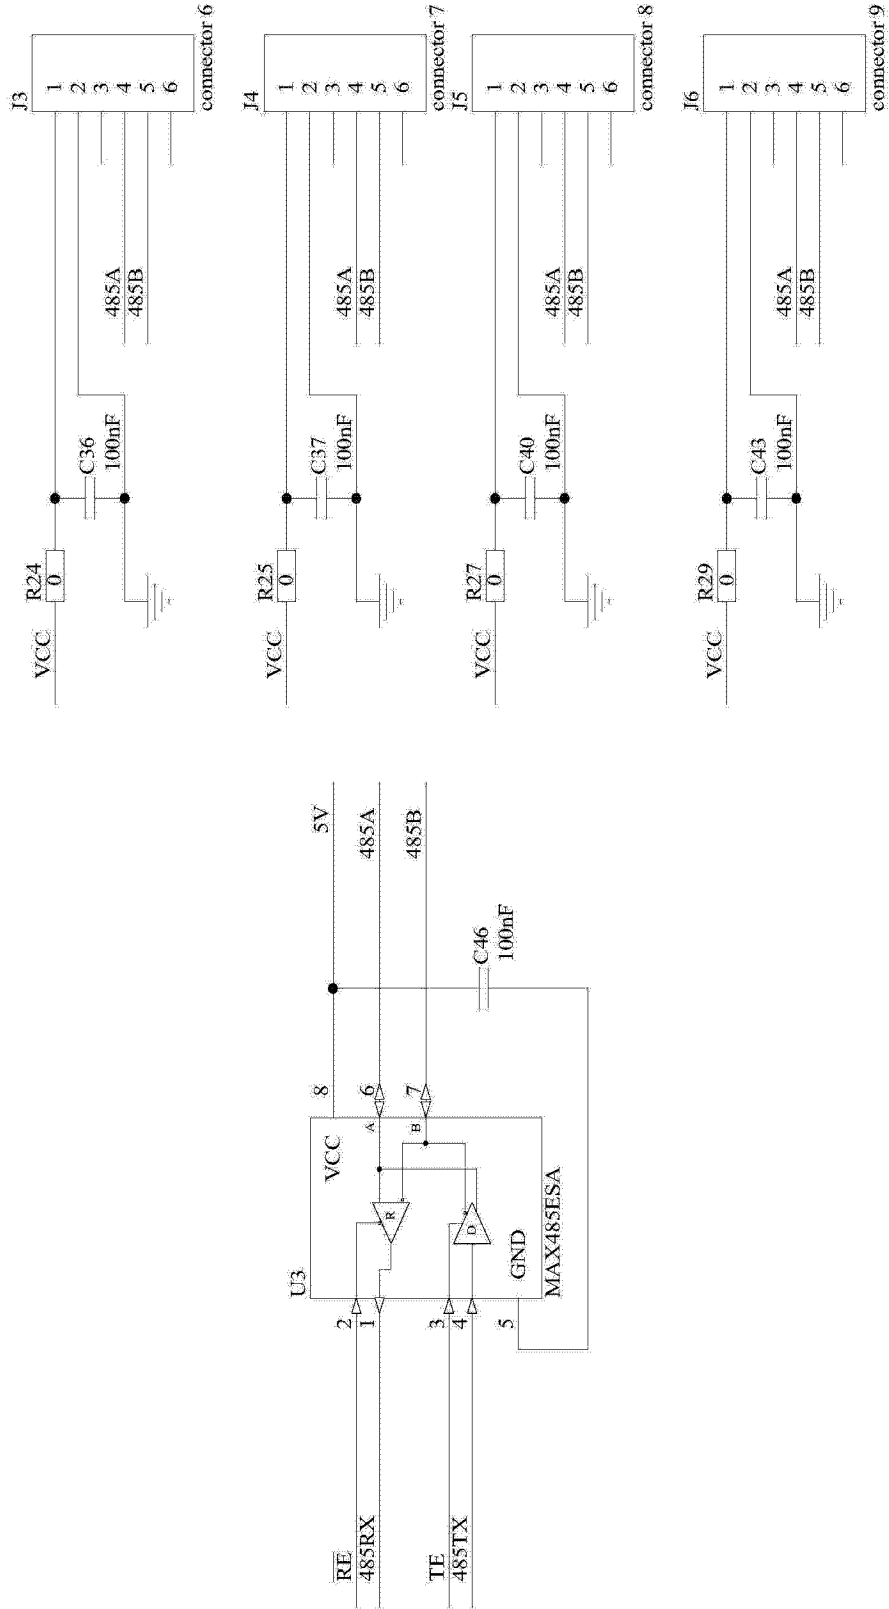 J3
1
2
3
4
5
6
connector 6
485A
485B
C36
100nF
R24
0
VCC
J4
1
2
3
4
5
6
connector 7
485A
485B
C37
100nF
R25
0
VCC
J5
1
2
3
4
5
6
connector 8
485A
485B
C40
100nF
R27
0
VCC
J6
1
2
3
4
5
6
connector 9
485A
485B
C43
100nF
R29
0
VCC
RE
485RX
TE
485TX
2
1
3
4
5
U3
VCC
R
D
GND
MAX485ESA
A
B
8
6
7
C46
100nF
5V
485A
485B